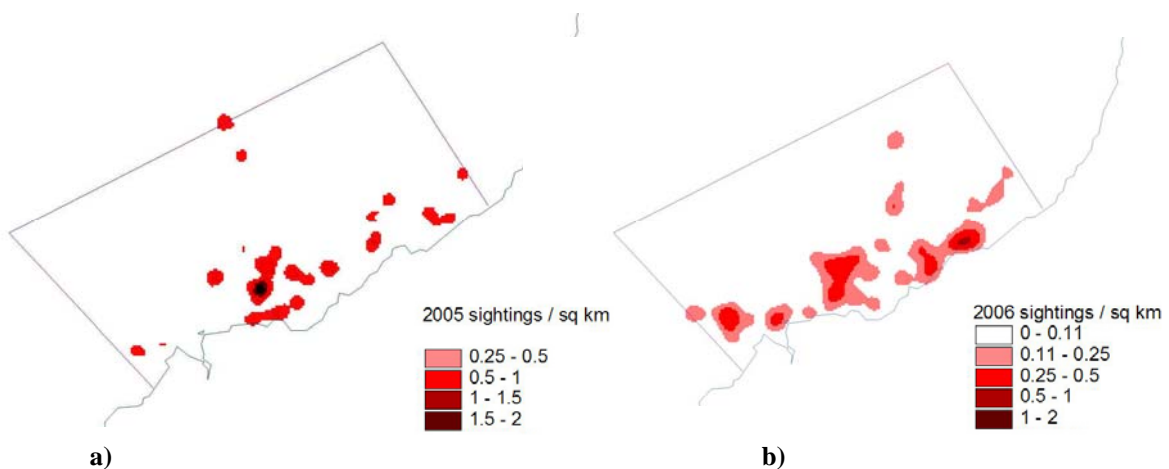 2005 sightings / sq km
0.25 - 0.5
0.5 - 1
1 - 1.5
1.5 - 2
a)
2006 sightings / sq km
0 - 0.11
0.11 - 0.25
0.25 - 0.5
0.5 - 1
1 - 2
b)